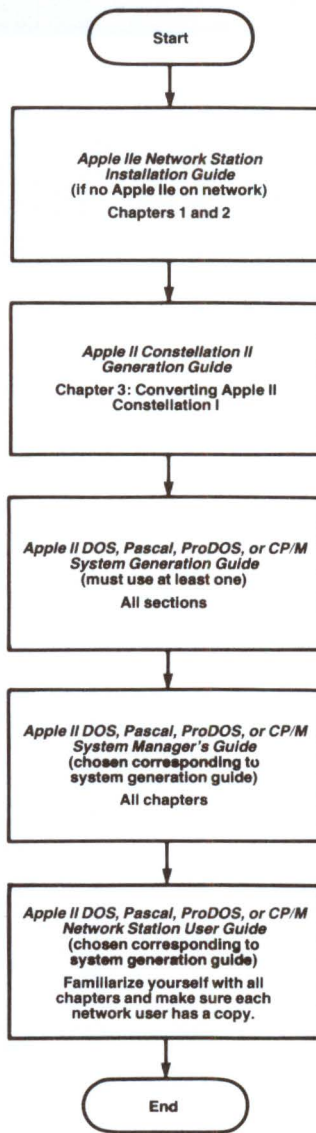 Start
Apple IIe Network Station
Installation Guide
(if no Apple IIe on network)
Chapters 1 and 2
Apple II Constellation II
Generation Guide
Chapter 3: Converting Apple II
Constellation I
Apple II DOS, Pascal, ProDOS, or CP/M
System Generation Guide
(must use at least one)
All sections
Apple II DOS, Pascal, ProDOS, or CP/M
System Manager's Guide
(chosen corresponding to
system generation guide)
All chapters
Apple II DOS, Pascal, ProDOS, or CP/M
Network Station User Guide
(chosen corresponding to
system generation guide)
Familiarize yourself with all
chapters and make sure each
network user has a copy.
End